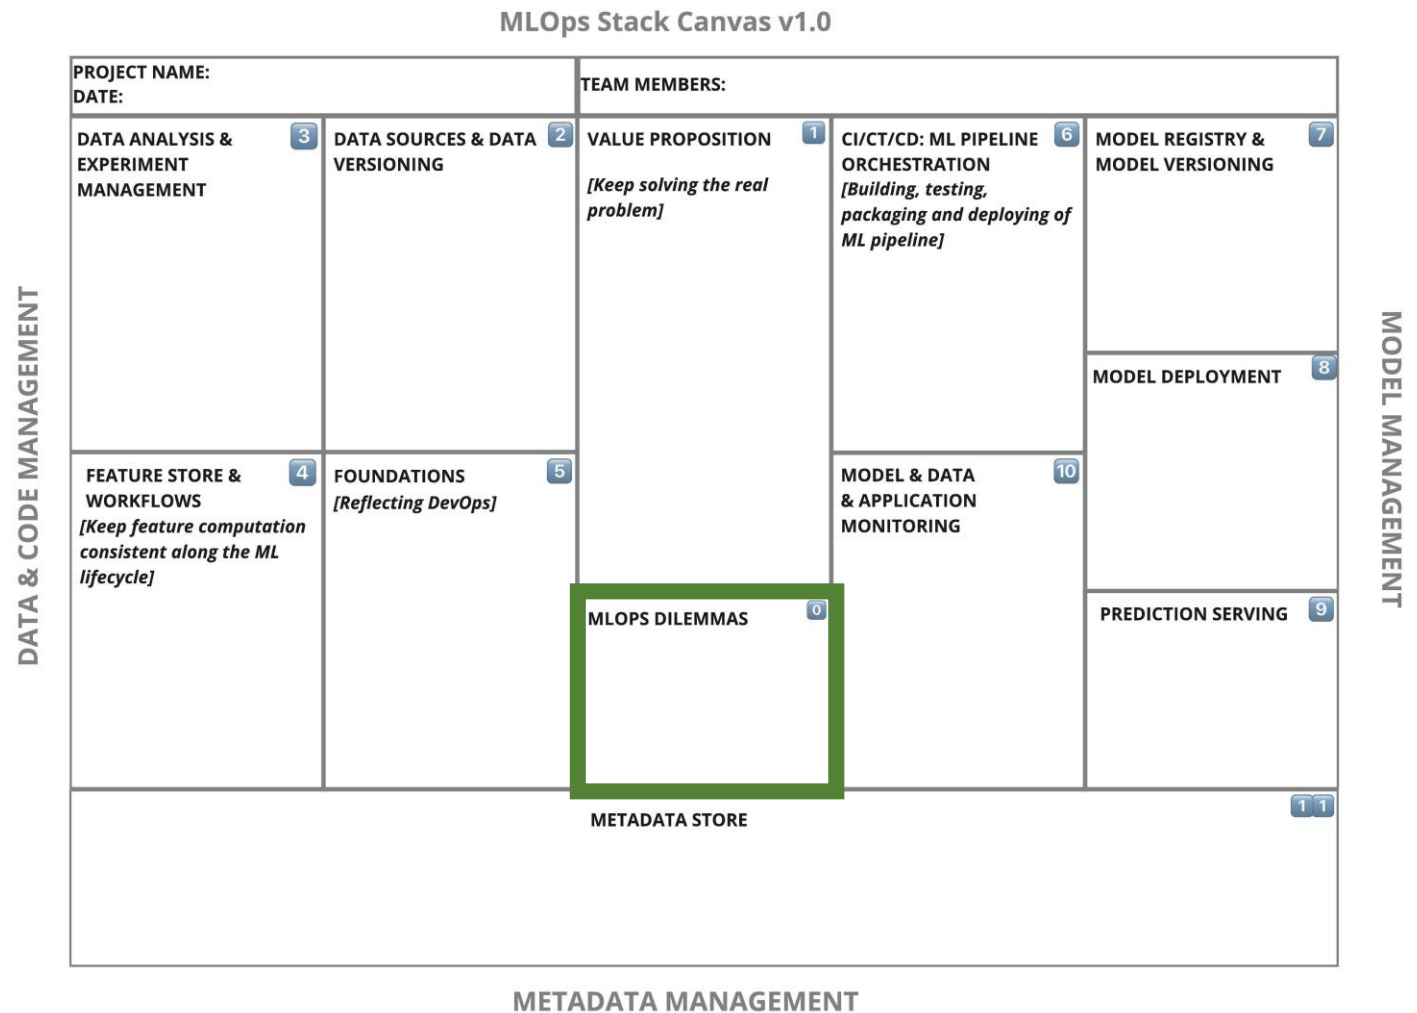 MLOps Stack Canvas v1.0
PROJECT NAME:
DATE:
TEAM MEMBERS:
DATA ANALYSIS &
EXPERIMENT
MANAGEMENT
3
DATA SOURCES & DATA
VERSIONING
2
VALUE PROPOSITION
1
[Keep solving the real
problem]
CI/CT/CD: ML PIPELINE
ORCHESTRATION
6
[Building, testing,
packaging and deploying of
ML pipeline]
MODEL REGISTRY &
MODEL VERSIONING
7
MODEL DEPLOYMENT
8
FEATURE STORE &
WORKFLOWS
4
[Keep feature computation
consistent along the ML
lifecycle]
FOUNDATIONS
5
[Reflecting DevOps]
MODEL & DATA
& APPLICATION
MONITORING
10
MLOPS DILEMMAS
0
PREDICTION SERVING
9
METADATA STORE
11
DATA & CODE MANAGEMENT
MODEL MANAGEMENT
METADATA MANAGEMENT